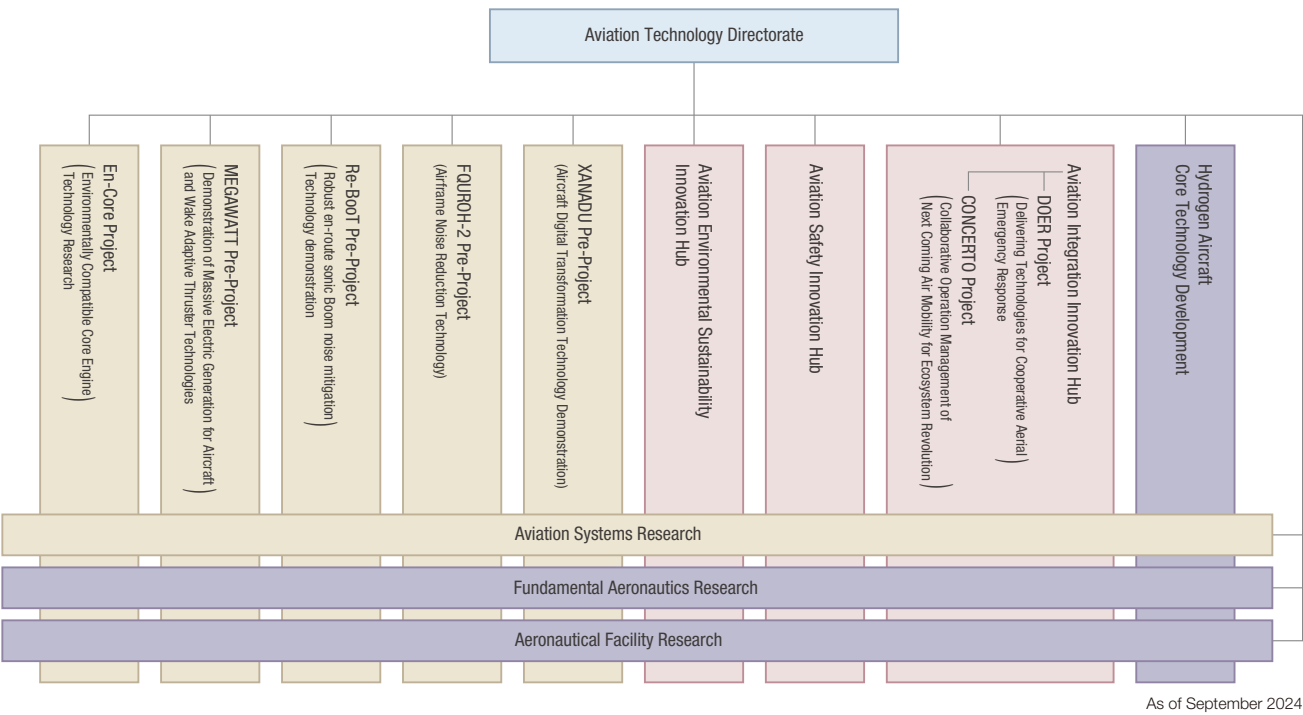 Aviation Technology Directorate
En-Core Project
(Environmentally Compatible Core Engine
Technology Research)
MEGAWATT Pre-Project
(Demonstration of Massive Electric Generation for Aircraft
and Wake Adaptive Thruster Technologies)
Re-BooT Pre-Project
(Robust en-route sonic Boom noise mitigation
Technology demonstration)
FQUROH-2 Pre-Project
(Airframe Noise Reduction Technology)
XANADU Pre-Project
(Aircraft Digital Transformation Technology Demonstration)
Aviation Environmental Sustainability
Innovation Hub
Aviation Safety Innovation Hub
Aviation Integration Innovation Hub
DOER Project
(Delivering Technologies for Cooperative Aerial
Emergency Response)
CONCERTO Project
(Collaborative Operation Management of
Next Coming Air Mobility for Ecosystem Revolution)
Hydrogen Aircraft
Core Technology Development
Aviation Systems Research
Fundamental Aeronautics Research
Aeronautical Facility Research
As of September 2024